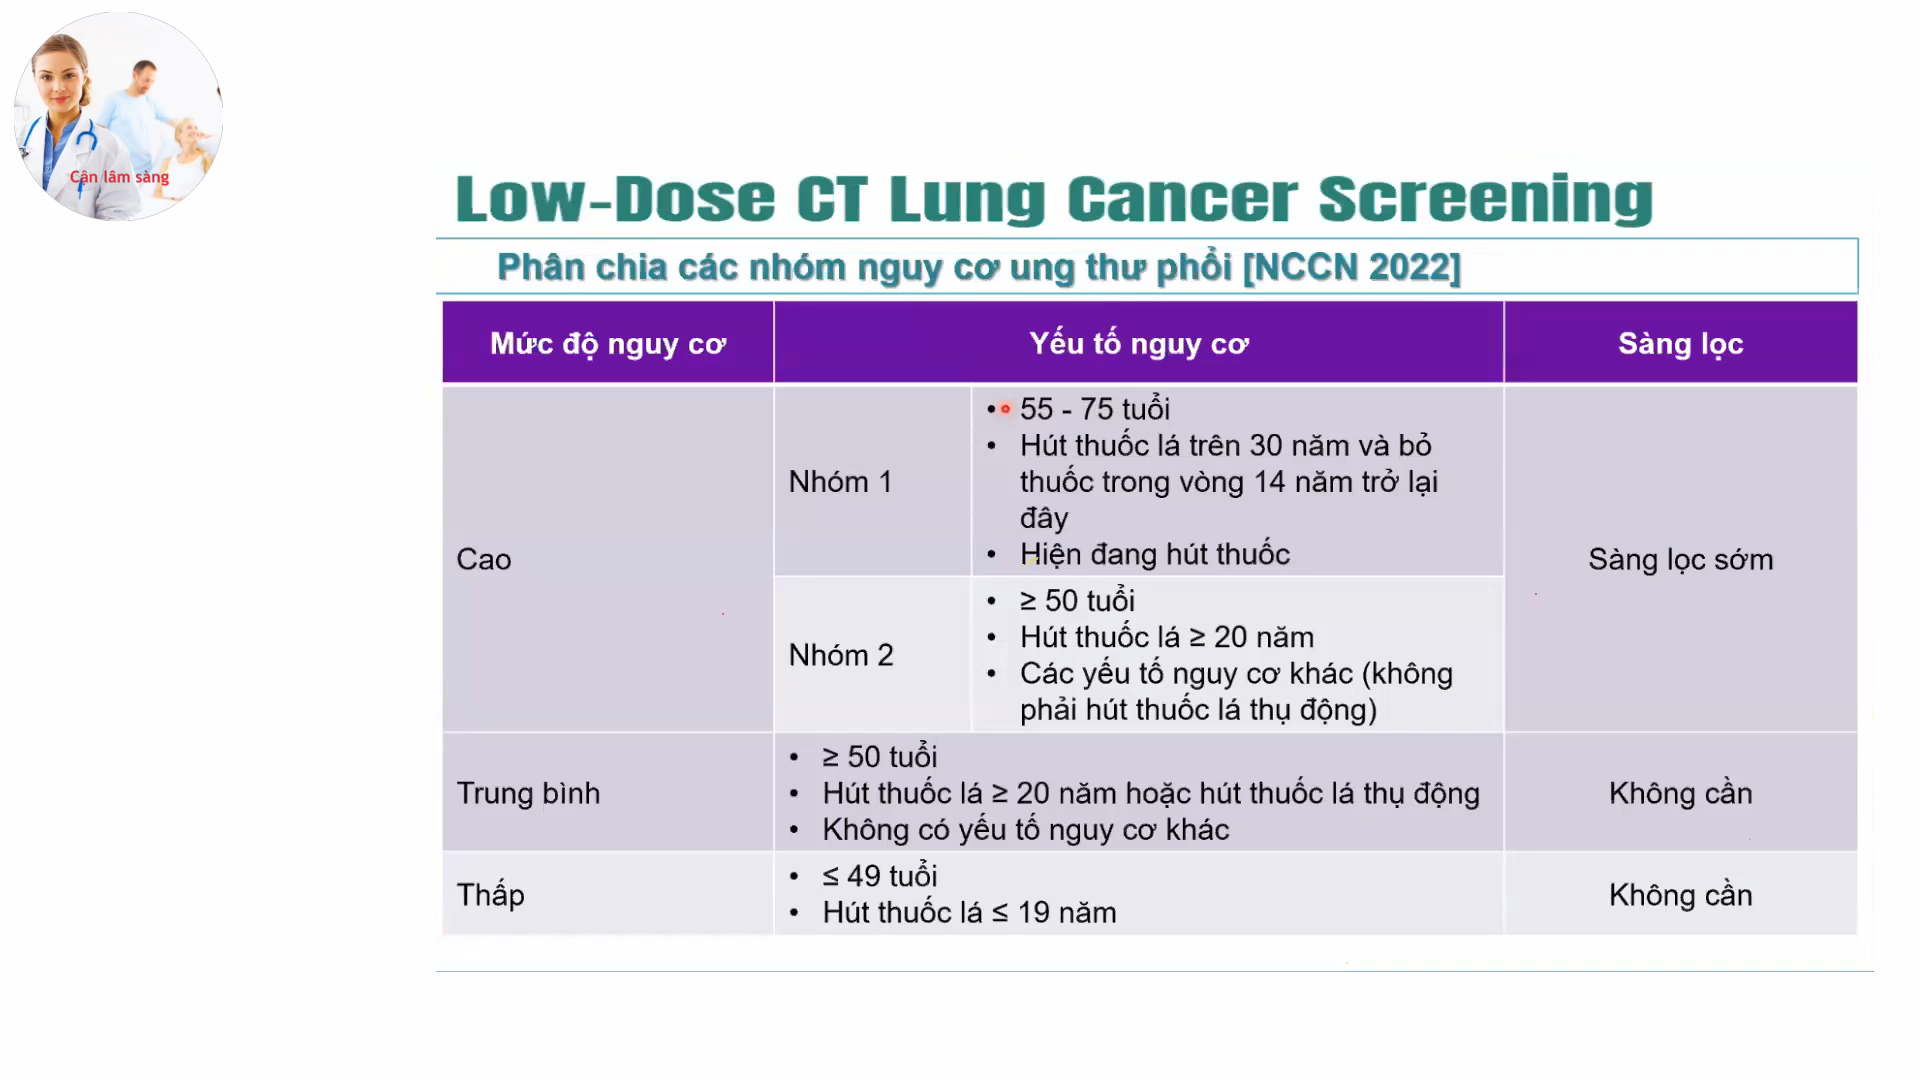 Cận lâm sàng
Low-Dose CT Lung Cancer Screening
Phân chia các nhóm nguy cơ ung thư phổi [NCCN 2022]
Mức độ nguy cơ
Yếu tố nguy cơ
Sàng lọc
Cao
Nhóm 1
• 55 - 75 tuổi
• Hút thuốc lá trên 30 năm và bỏ
thuốc trong vòng 14 năm trở lại
đây
• Hiện đang hút thuốc
Sàng lọc sớm
Nhóm 2
• ≥ 50 tuổi
• Hút thuốc lá ≥ 20 năm
• Các yếu tố nguy cơ khác (không
phải hút thuốc lá thụ động)
Trung bình
• ≥ 50 tuổi
• Hút thuốc lá ≥ 20 năm hoặc hút thuốc lá thụ động
• Không có yếu tố nguy cơ khác
Không cần
Thấp
• ≤ 49 tuổi
• Hút thuốc lá ≤ 19 năm
Không cần